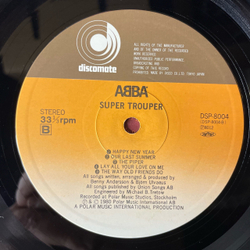 discomate
ALL RIGHTS OF THE MANUFACTURER
AND OF THE OWNER OF THE RECORDED
WORK RESERVED
UNAUTHORISED PUBLIC PERFORMANCE
BROADCASTING AND
COPYING OF THIS RECORD
PROHIBITED
ABBA
SUPER TROUPER
STEREO
33⅓ rpm
B
DSP-8004
HAPPY NEW YEAR
OUR LAST SUMMER
THE PIPER
LAY ALL YOUR LOVE ON ME
THE WAY OLD FRIENDS DO
All songs written, arranged & produced by
Benny Andersson & Björn Ulvaeus
All songs published by Union Songs AB
Engineered by Michael B Tretow
Recorded at Polar Music Studios, Stockholm
℗ 1980 Polar Music International AB
A POLAR MUSIC INTERNATIONAL PRODUCTION